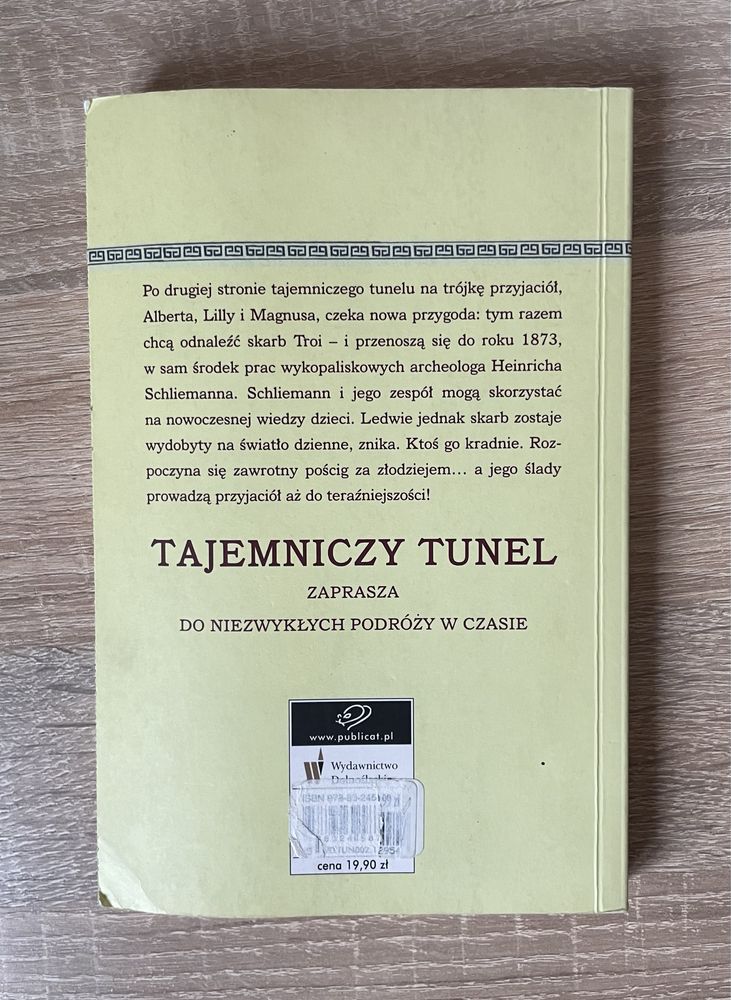 Po drugiej stronie tajemniczego tunelu na trójkę przyjaciół,
Alberta, Lilly i Magnusa, czeka nowa przygoda: tym razem
chcą odnaleźć skarb Troi – i przenoszą się do roku 1873,
w sam środek prac wykopaliskowych archeologa Heinricha
Schliemanna. Schliemann i jego zespół mogą skorzystać
na nowoczesnej wiedzy dzieci. Ledwie jednak skarb zostaje
wydobyty na światło dzienne, znika. Ktoś go kradnie. Roz-
poczyna się zawrotny pościg za złodziejem... a jego ślady
prowadzą przyjaciół aż do teraźniejszości!
TAJEMNICZY TUNEL
ZAPRASZA
DO NIEZWYKŁYCH PODRÓŻY W CZASIE
www.publicat.pl
Wydawnictwo
ISBN
cena 19,90 zł